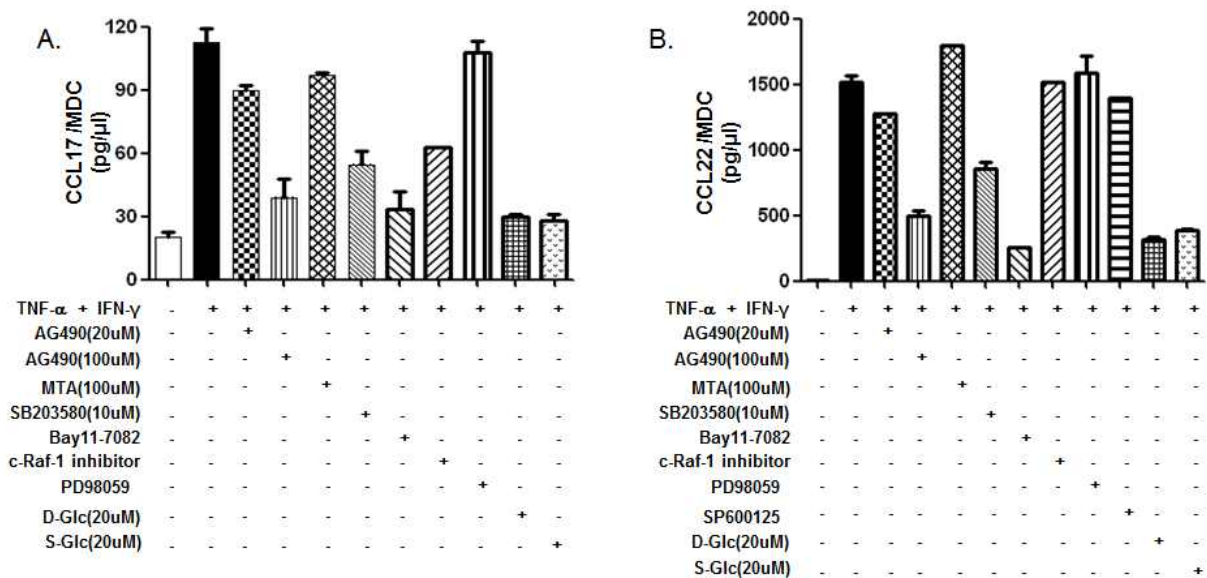 A.
CCL17 /MDC
(pg/µl)
120
90
60
30
0
TNF-α + IFN-γ - + + + + + + + + + +
AG490(20uM) - - + - - - - - - - -
AG490(100uM) - - - + - - - - - - -
MTA(100uM) - - - - + - - - - - -
SB203580(10uM) - - - - - + - - - - -
Bay11-7082 - - - - - - + - - - -
c-Raf-1 inhibitor - - - - - - - + - - -
PD98059 - - - - - - - - + - -
D-Glc(20uM) - - - - - - - - - + -
S-Glc(20uM) - - - - - - - - - - +
B.
CCL22 /MDC
(pg/µl)
2000
1500
1000
500
0
TNF-α + IFN-γ - + + + + + + + + + + +
AG490(20uM) - - + - - - - - - - - -
AG490(100uM) - - - + - - - - - - - -
MTA(100uM) - - - - + - - - - - - -
SB203580(10uM) - - - - - + - - - - - -
Bay11-7082 - - - - - - + - - - - -
c-Raf-1 inhibitor - - - - - - - + - - - -
PD98059 - - - - - - - - + - - -
SP600125 - - - - - - - - - + - -
D-Glc(20uM) - - - - - - - - - - + -
S-Glc(20uM) - - - - - - - - - - - +